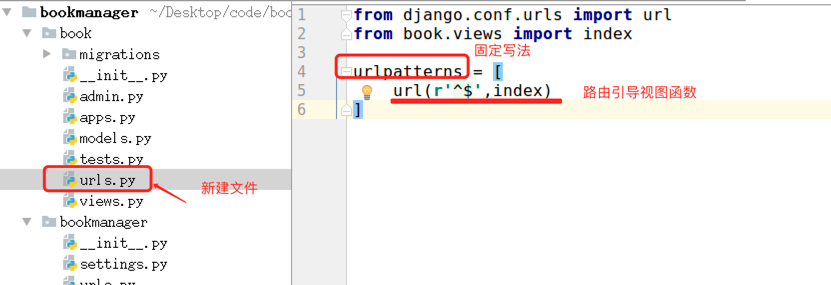 bookmanager ~/Desktop/code/boo
book
migrations
__init__.py
admin.py
apps.py
models.py
tests.py
urls.py
新建文件
views.py
bookmanager
__init__.py
settings.py
1 from django.conf.urls import url
2 from book.views import index
3 固定写法
4 urlpatterns = [
5 url(r'^$',index) 路由引导视图函数
6 ]